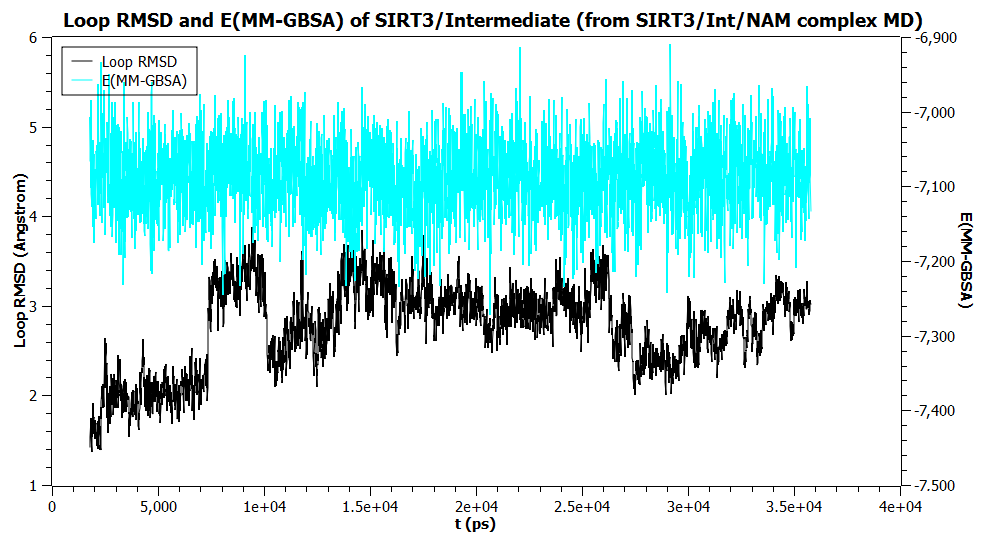 Loop RMSD and E(MM-GBSA) of SIRT3/Intermediate (from SIRT3/Int/NAM complex MD)
Loop RMSD
E(MM-GBSA)
6
5
4
3
2
1
Loop RMSD (Angstrom)
-6,900
-7,000
-7,100
-7,200
-7,300
-7,400
-7.500
E(MM-GBSA)
0
5,000
1e+04
1.5e+04
2e+04
2.5e+04
3e+04
3.5e+04
4e+04
t (ps)